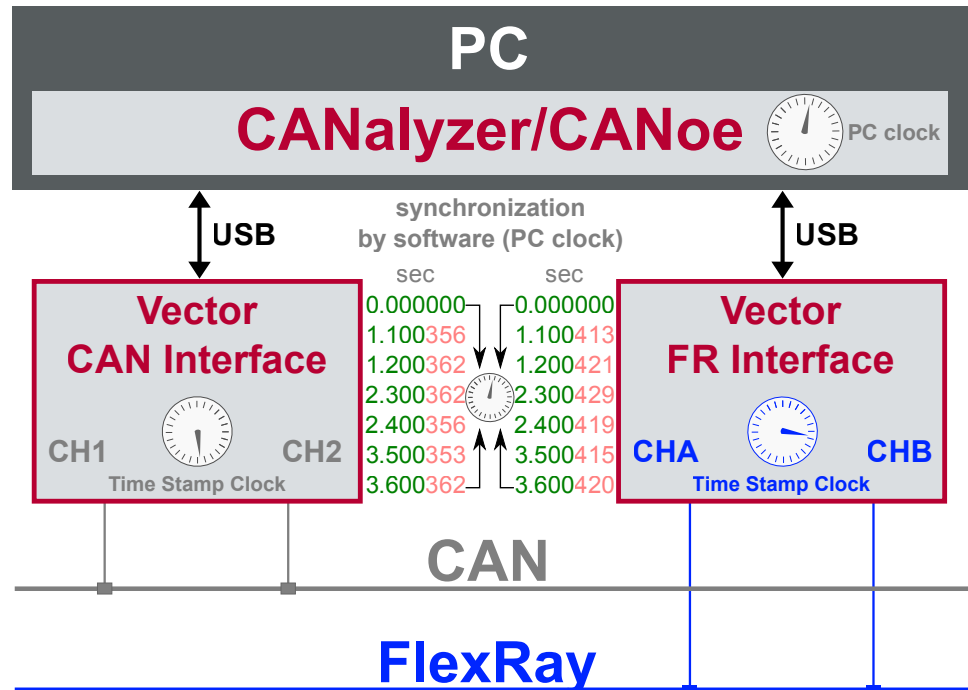 PC
CANalyzer/CANoe
PC clock
USB
synchronization
by software (PC clock)
USB
sec
sec
Vector
CAN Interface
CH1
CH2
Time Stamp Clock
0.000000
1.100356
1.200362
2.300362
2.400356
3.500353
3.600362
0.000000
1.100413
1.200421
2.300429
2.400419
3.500415
3.600420
Vector
FR Interface
CHA
CHB
Time Stamp Clock
CAN
FlexRay